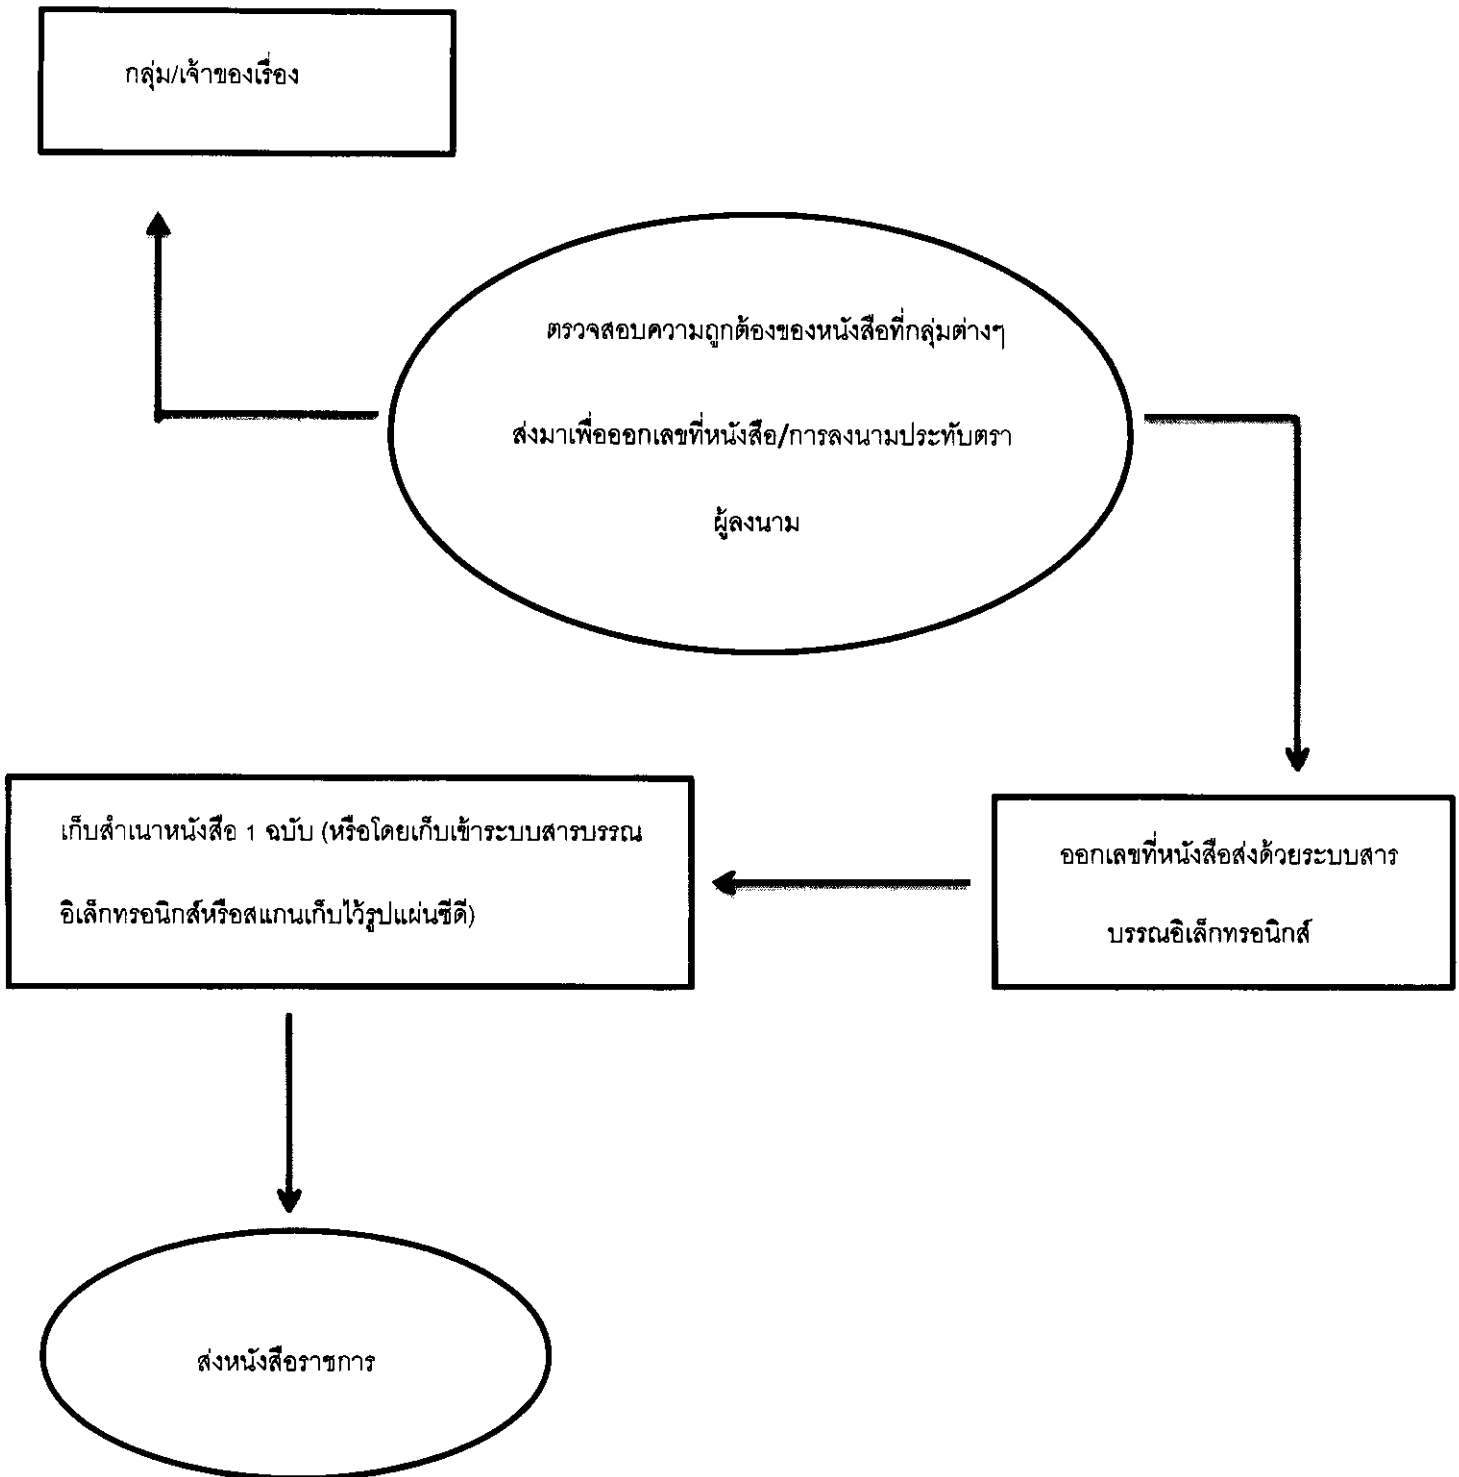 กลุ่ม/เจ้าของเรื่อง
ตรวจสอบความถูกต้องของหนังสือที่กลุ่มต่างๆ
ส่งมาเพื่อออกเลขที่หนังสือ/การลงนามประทับตรา
ผู้ลงนาม
เก็บสำเนาหนังสือ 1 ฉบับ (หรือโดยเก็บเข้าระบบสารบรรณ
อิเล็กทรอนิกส์หรือสแกนเก็บไว้รูปแผ่นซีดี)
ออกเลขที่หนังสือส่งด้วยระบบสาร
บรรณอิเล็กทรอนิกส์
ส่งหนังสือราชการ